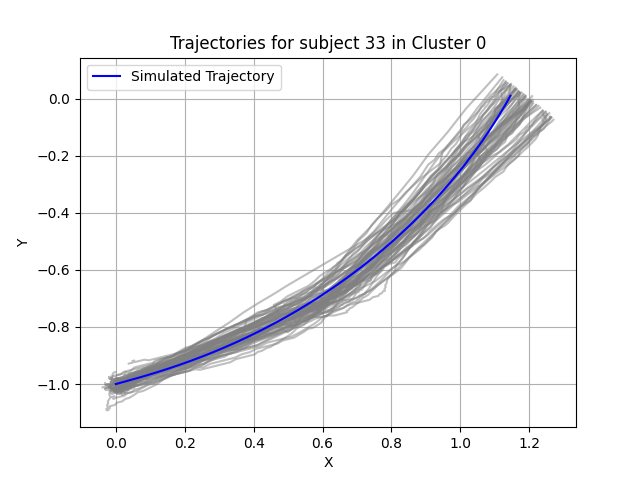 Trajectories for subject 33 in Cluster 0
Simulated Trajectory
0.0
−0.2
−0.4
−0.6
−0.8
−1.0
Y
0.0 0.2 0.4 0.6 0.8 1.0 1.2
X